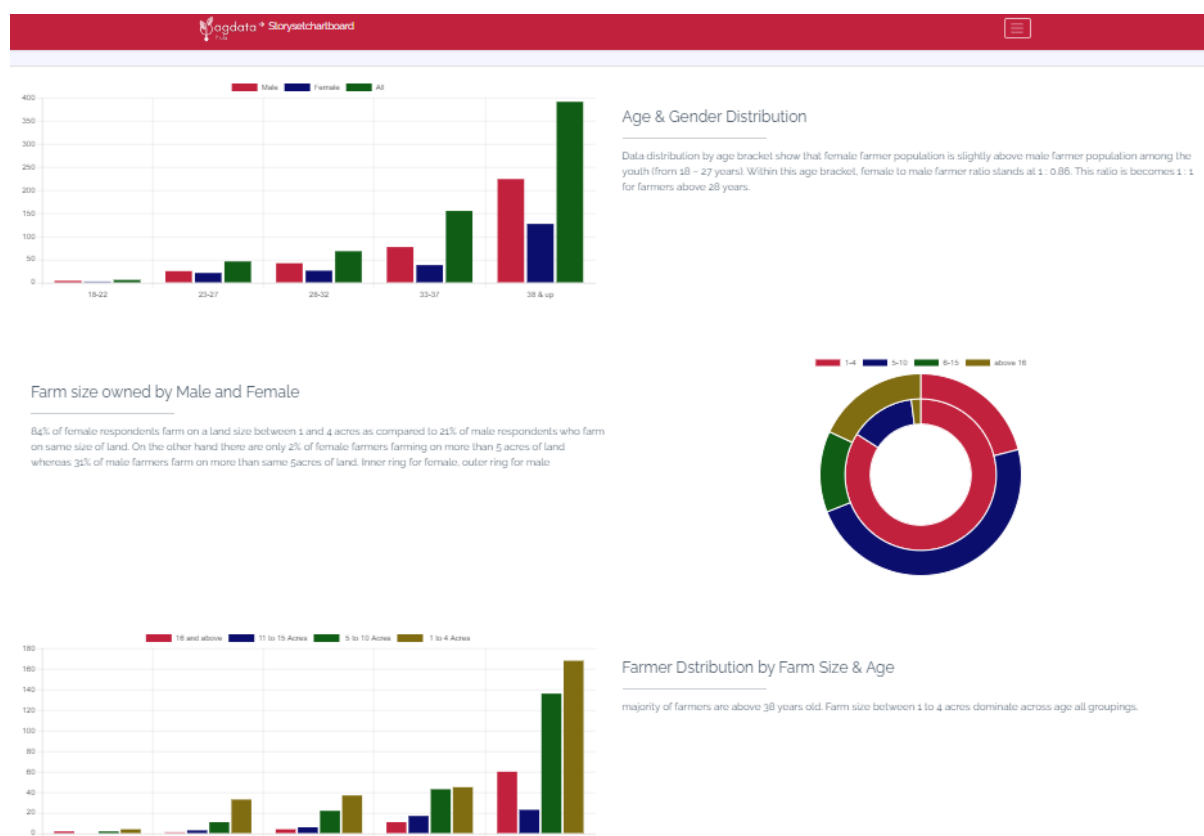 agdata
Hub
Storysetchartboard
Male Female All
400
350
300
250
200
150
100
50
0
18-22 23-27 28-32 33-37 38 & up
Age & Gender Distribution
Data distribution by age bracket show that female farmer population is slightly above male farmer population among the
youth (from 18 – 27 years). Within this age bracket, female to male farmer ratio stands at 1 : 0.86. This ratio is becomes 1 : 1
for farmers above 28 years.
Farm size owned by Male and Female
84% of female respondents farm on a land size between 1 and 4 acres as compared to 21% of male respondents who farm
on same size of land. On the other hand there are only 2% of female farmers farming on more than 5 acres of land
whereas 31% of male farmers farm on more than same 5acres of land. Inner ring for female, outer ring for male
1-4 5-10 6-15 above 16
16 and above 11 to 15 Acres 5 to 10 Acres 1 to 4 Acres
180
160
140
120
100
80
60
40
20
0
Farmer Dstribution by Farm Size & Age
majority of farmers are above 38 years old. Farm size between 1 to 4 acres dominate across age all groupings.